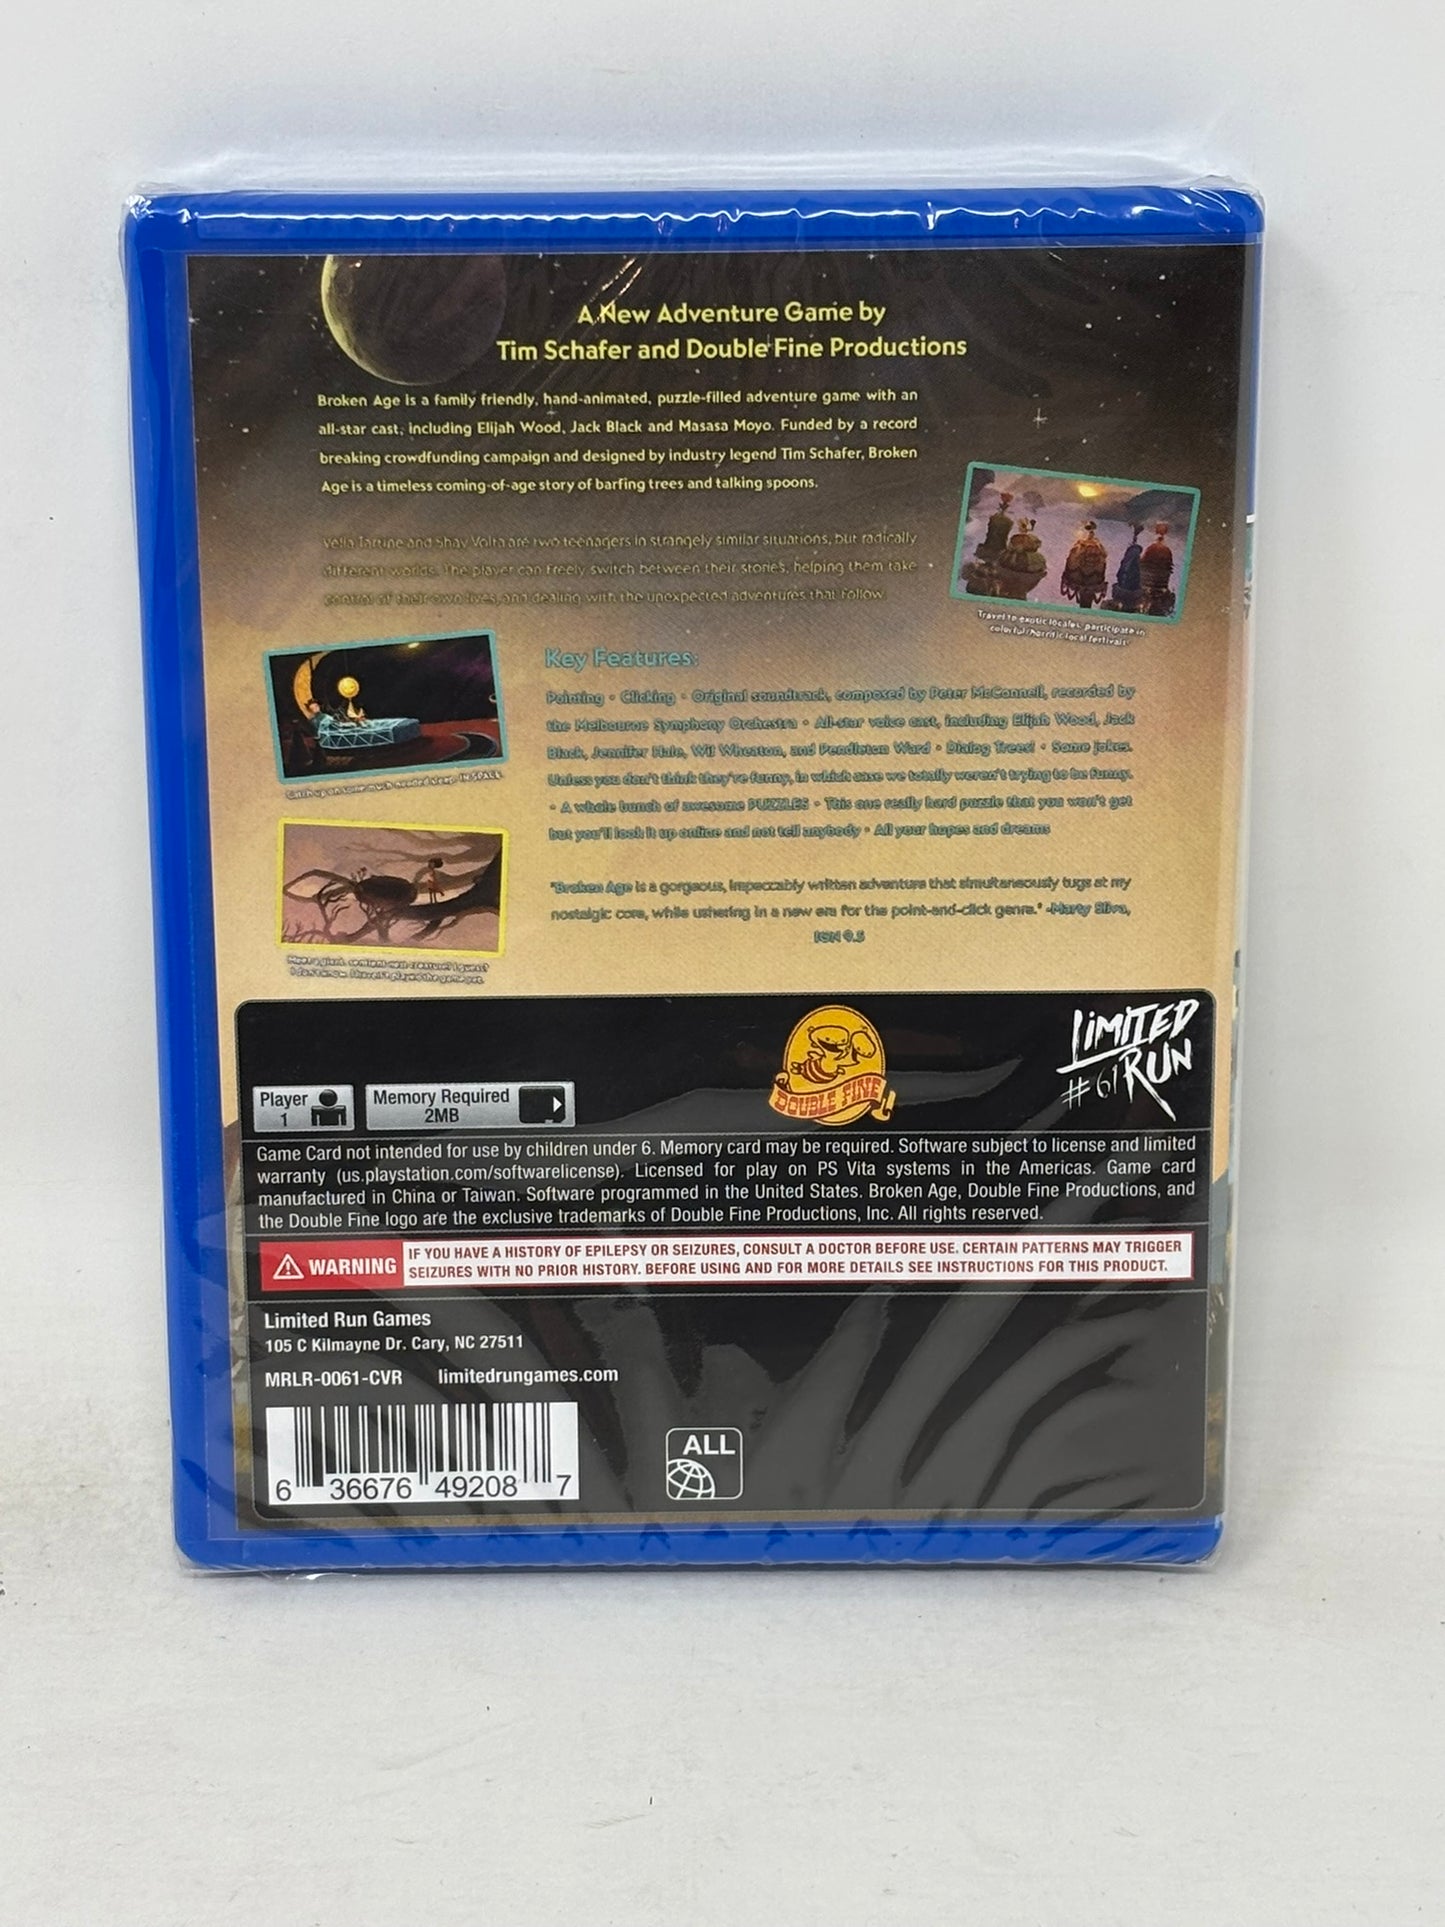 A New Adventure Game by
Tim Schafer and Double Fine Productions
Broken Age is a family friendly, hand-animated, puzzle-filled adventure game with an
all-star cast, including Elijah Wood, Jack Black and Masasa Moyo. Funded by a record
breaking crowdfunding campaign and designed by industry legend Tim Schafer, Broken
Age is a timeless coming-of-age story of barfing trees and talking spoons.
Vella Tartine and Shay Volta are two teenagers in strangely similar situations, but radically
different worlds. The player can freely switch between their stories, helping them take
control of their own lives, and dealing with the unexpected adventures that follow.
Travel to exotic locales, participate in
colorful/horrific local festivals!
Catch up on some much needed sleep. IN SPACE.
Key Features:
Pointing • Clicking • Original soundtrack, composed by Peter McConnell, recorded by
the Melbourne Symphony Orchestra • All-star voice cast, including Elijah Wood, Jack
Black, Jennifer Hale, Wil Wheaton, and Pendleton Ward • Dialog Trees! • Some jokes.
Unless you don't think they're funny, in which case we totally weren't trying to be funny.
• A whole bunch of awesome PUZZLES • This one really hard puzzle that you won't get
but you'll look it up online and not tell anybody • All your hopes and dreams
Meet a giant, sentient nest creature? I guess?
I don't know. I haven't played the game yet.
"Broken Age is a gorgeous, impeccably written adventure that simultaneously tugs at my
nostalgic core, while ushering in a new era for the point-and-click genre." -Marty Sliva,
IGN 9.5
DOUBLE FINE
LIMITED
RUN
#61
Player
1
Memory Required
2MB
Game Card not intended for use by children under 6. Memory card may be required. Software subject to license and limited
warranty (us.playstation.com/softwarelicense). Licensed for play on PS Vita systems in the Americas. Game card
manufactured in China or Taiwan. Software programmed in the United States. Broken Age, Double Fine Productions, and
the Double Fine logo are the exclusive trademarks of Double Fine Productions, Inc. All rights reserved.
WARNING
IF YOU HAVE A HISTORY OF EPILEPSY OR SEIZURES, CONSULT A DOCTOR BEFORE USE. CERTAIN PATTERNS MAY TRIGGER
SEIZURES WITH NO PRIOR HISTORY. BEFORE USING AND FOR MORE DETAILS SEE INSTRUCTIONS FOR THIS PRODUCT.
Limited Run Games
105 C Kilmayne Dr. Cary, NC 27511
MRLR-0061-CVR limitedrungames.com
6 36676 49208 7
ALL